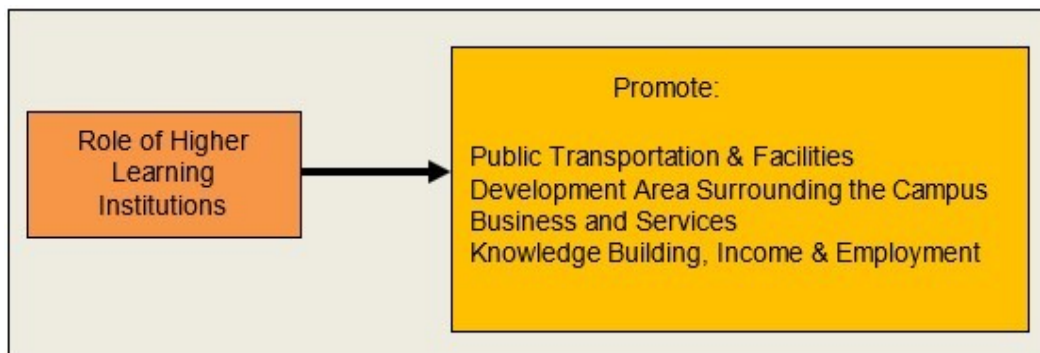 Role of Higher
Learning
Institutions
Promote:
Public Transportation & Facilities
Development Area Surrounding the Campus
Business and Services
Knowledge Building, Income & Employment